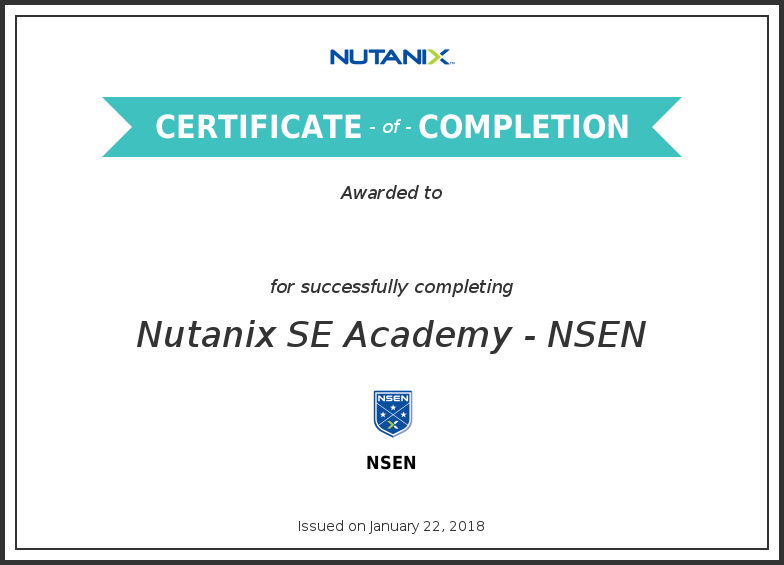 NUTANIX™
CERTIFICATE - of - COMPLETION
Awarded to
for successfully completing
Nutanix SE Academy - NSEN
NSEN
NSEN
Issued on January 22, 2018